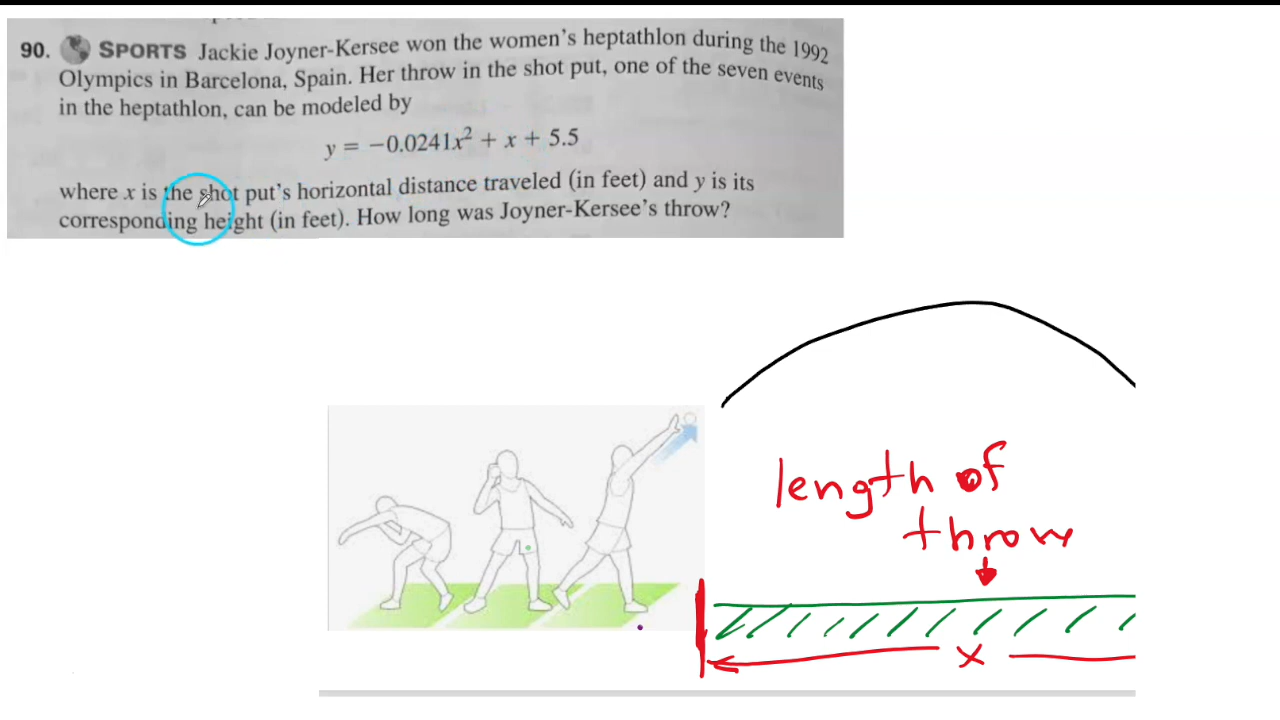 90. SPORTS Jackie Joyner-Kersee won the women's heptathlon during the 1992
Olympics in Barcelona, Spain. Her throw in the shot put, one of the seven events
in the heptathlon, can be modeled by
y = −0.0241x² + x + 5.5
where x is the shot put's horizontal distance traveled (in feet) and y is its
corresponding height (in feet). How long was Joyner-Kersee's throw?
length of
throw
x